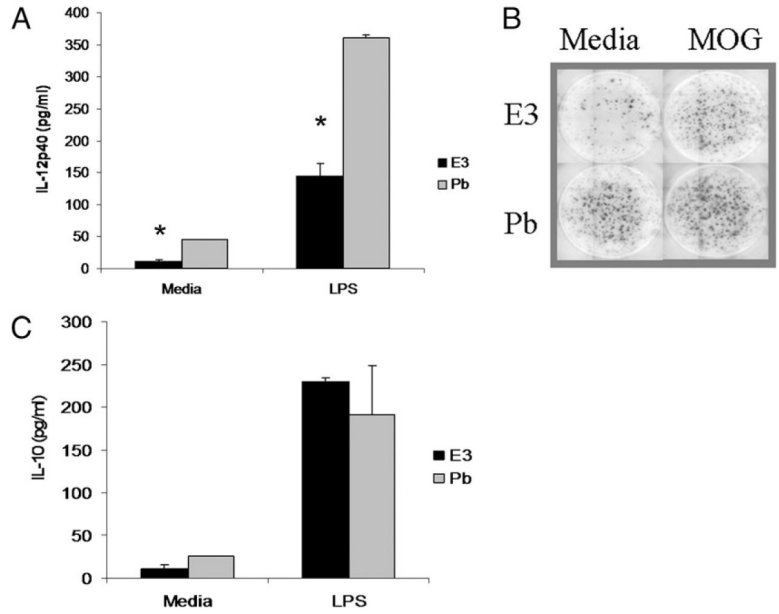 A
400
350
300
250
200
150
100
50
0
IL-12p40 (pg/ml)
*
*
Media
LPS
E3
Pb
B
Media MOG
E3
Pb
C
300
250
200
150
100
50
0
IL-10 (pg/ml)
Media
LPS
E3
Pb